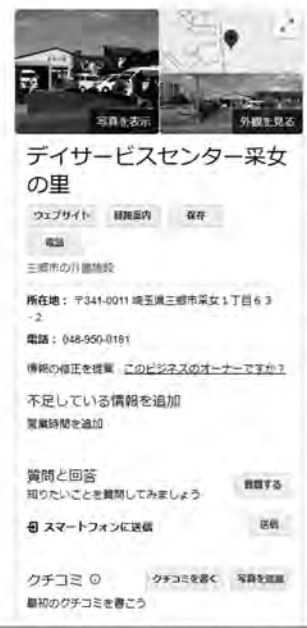 写真を表示
外観を見る
デイサービスセンター采女
の里
ウェブサイト 経路案内 保存
電話
三郷市の介護施設
所在地： 〒341-0011 埼玉県三郷市采女１丁目６３
-２
電話： 048-950-0181
情報の修正を提案 このビジネスのオーナーですか？
不足している情報を追加
営業時間を追加
質問と回答
知りたいことを質問してみましょう
質問する
スマートフォンに送信 送信
クチコミ クチコミを書く 写真を追加
最初のクチコミを書こう